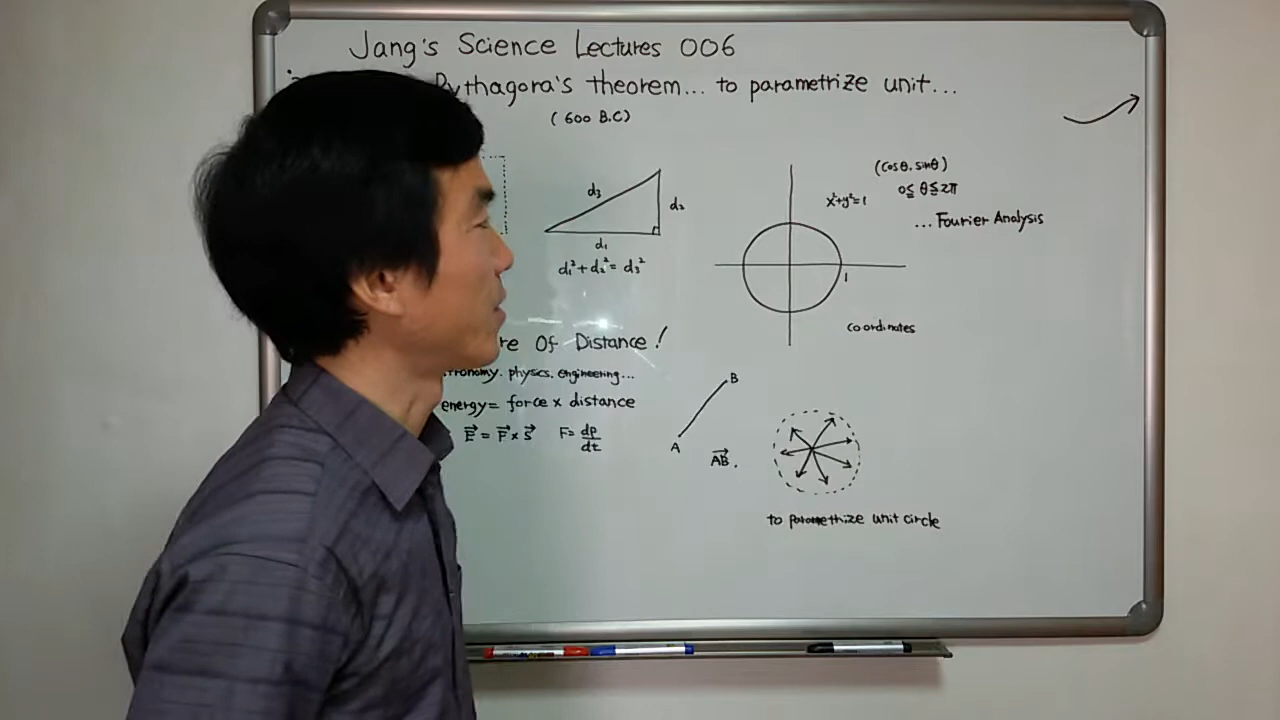 Jang's Science Lectures 006
Pythagora's theorem... to parametrize unit...
(600 B.C)
d₃
d₂
d₁
d₁²+d₂²=d₃²
(cosθ, sinθ)
x²+y²=1
0≦θ≦2π
...Fourier Analysis
1
coordinates
Of Distance!
physics. engineering...
energy= force x distance
E⃗ = F⃗ x S⃗ F= dp/dt
A
B
AB⃗.
to paramethize unit circle